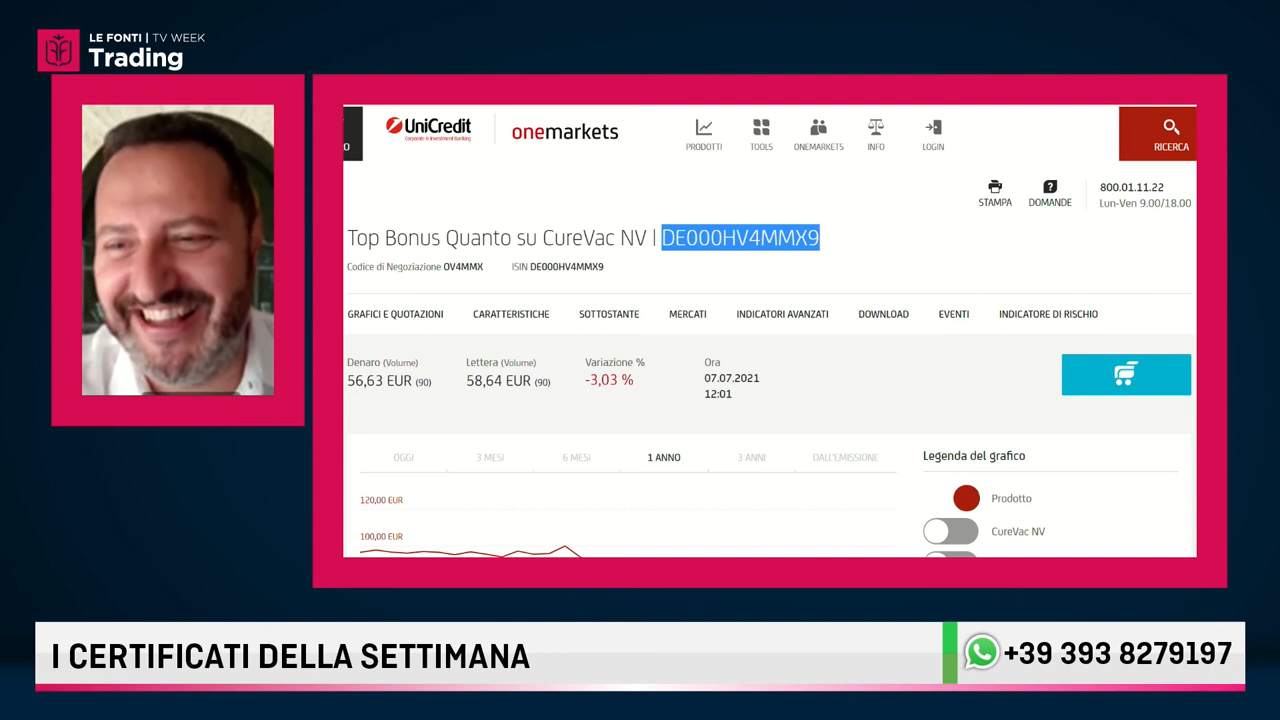 LE FONTI | TV WEEK
Trading
O
UniCredit
Corporate & Investment Banking
onemarkets
PRODOTTI
TOOLS
ONEMARKETS
INFO
LOGIN
RICERCA
STAMPA
DOMANDE
800.01.11.22
Lun-Ven 9.00/18.00
Top Bonus Quanto su CureVac NV | DE000HV4MMX9
Codice di Negoziazione OV4MMX ISIN DE000HV4MMX9
GRAFICI E QUOTAZIONI
CARATTERISTICHE
SOTTOSTANTE
MERCATI
INDICATORI AVANZATI
DOWNLOAD
EVENTI
INDICATORE DI RISCHIO
Denaro (Volume)
56,63 EUR (90)
Lettera (Volume)
58,64 EUR (90)
Variazione %
-3,03 %
Ora
07.07.2021
12:01
OGGI
3 MESI
6 MESI
1 ANNO
3 ANNI
DALL'EMISSIONE
120,00 EUR
100,00 EUR
Legenda del grafico
Prodotto
CureVac NV
I CERTIFICATI DELLA SETTIMANA
+39 393 8279197